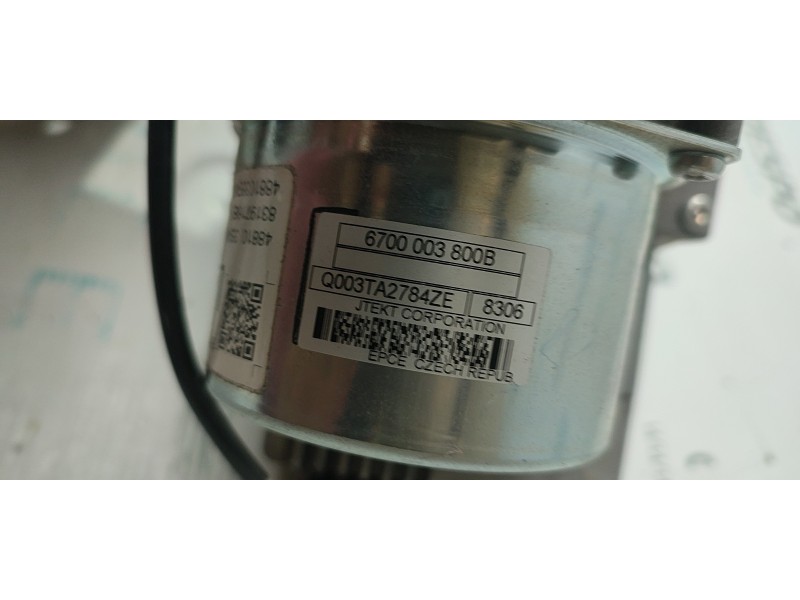 6700 003 800B
Q003TA2784ZE 8306
JTEKT CORPORATION
EPCE CZECH REPUB